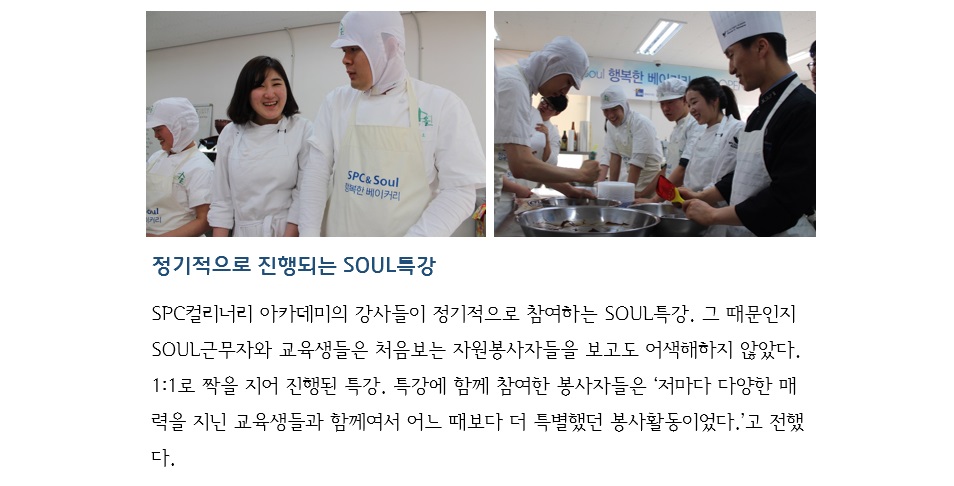 SPC&Soul
행복한 베이커리
oul
커리
Soul 행복한 베이커리
정기적으로 진행되는 SOUL특강
SPC컬리너리 아카데미의 강사들이 정기적으로 참여하는 SOUL특강. 그 때문인지
SOUL근무자와 교육생들은 처음보는 자원봉사자들을 보고도 어색해하지 않았다.
1:1로 짝을 지어 진행된 특강. 특강에 함께 참여한 봉사자들은 ‘저마다 다양한 매
력을 지닌 교육생들과 함께여서 어느 때보다 더 특별했던 봉사활동이었다.’고 전했
다.